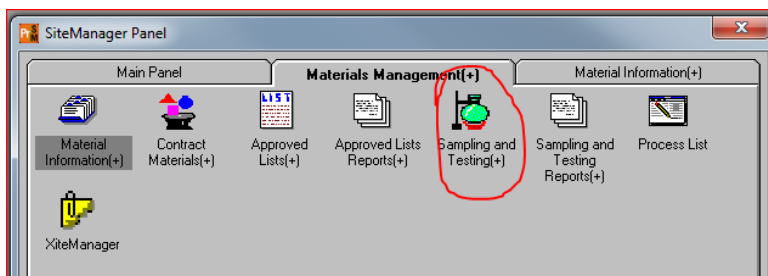 SiteManager Panel
Main Panel
Materials Management(+)
Material Information(+)
Material
Information(+)
Contract
Materials(+)
LIST
Approved
Lists(+)
Approved Lists
Reports(+)
Sampling and
Testing(+)
Sampling and
Testing
Reports(+)
Process List
XiteManager